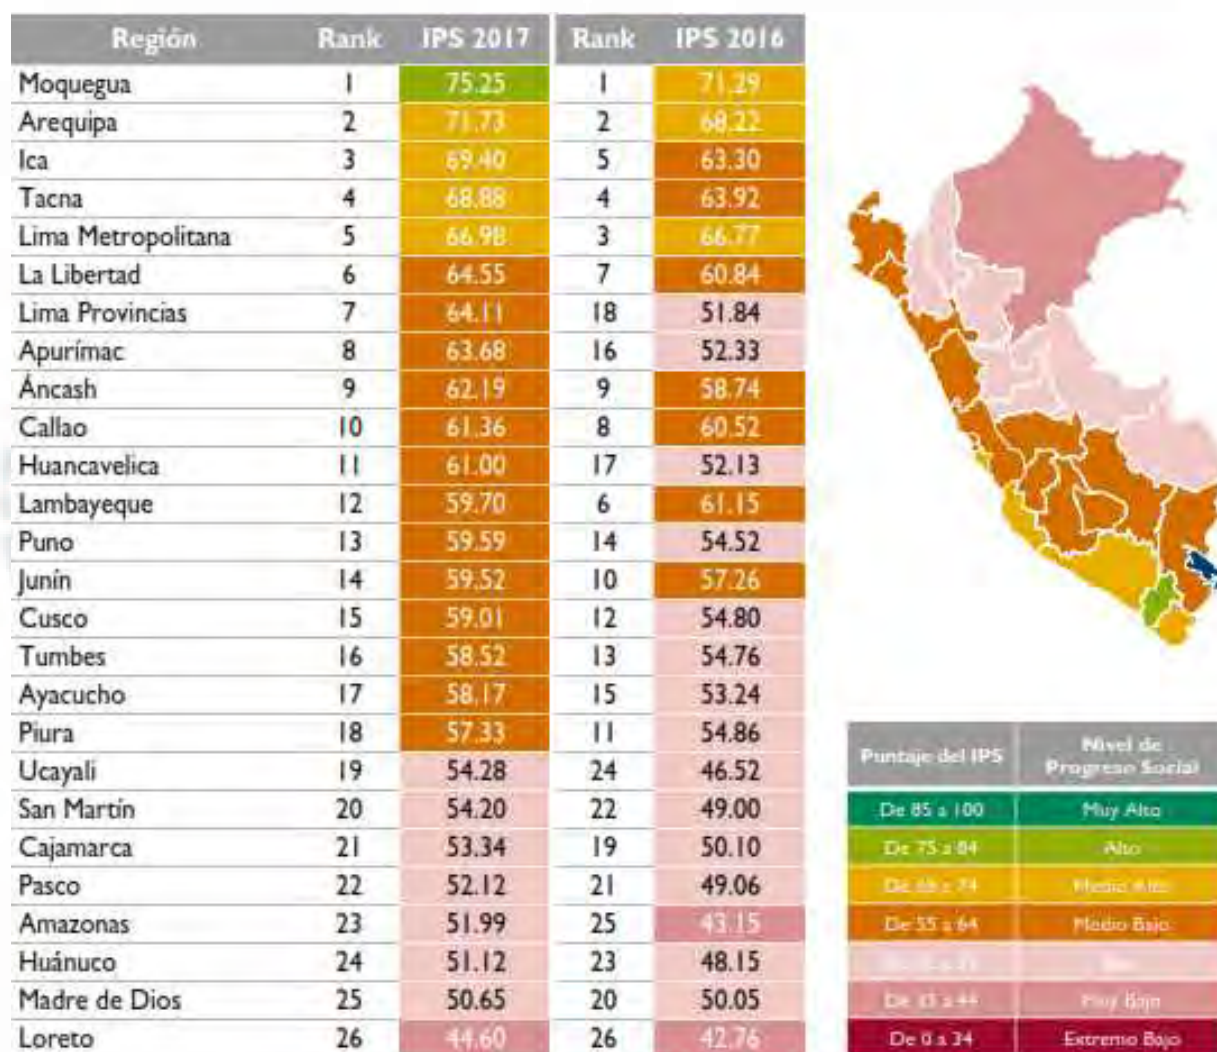 Región Rank IPS 2017 Rank IPS 2016
Moquegua 1 75.25 1 71.29
Arequipa 2 71.73 2 68.22
Ica 3 69.40 5 63.30
Tacna 4 68.88 4 63.92
Lima Metropolitana 5 66.98 3 66.77
La Libertad 6 64.55 7 60.84
Lima Provincias 7 64.11 18 51.84
Apurímac 8 63.68 16 52.33
Áncash 9 62.19 9 58.74
Callao 10 61.36 8 60.52
Huancavelica 11 61.00 17 52.13
Lambayeque 12 59.70 6 61.15
Puno 13 59.59 14 54.52
Junín 14 59.52 10 57.26
Cusco 15 59.01 12 54.80
Tumbes 16 58.52 13 54.76
Ayacucho 17 58.17 15 53.24
Piura 18 57.33 11 54.86
Ucayali 19 54.28 24 46.52
San Martín 20 54.20 22 49.00
Cajamarca 21 53.34 19 50.10
Pasco 22 52.12 21 49.06
Amazonas 23 51.99 25 43.15
Huánuco 24 51.12 23 48.15
Madre de Dios 25 50.65 20 50.05
Loreto 26 44.60 26 42.76
Puntaje del IPS Nivel de
Progreso Social
De 85 a 100 Muy Alto
De 75 a 84 Alto
De 65 a 74 Medio Alto
De 55 a 64 Medio Bajo
De 35 a 44 Muy Bajo
De 0 a 34 Extremo Bajo